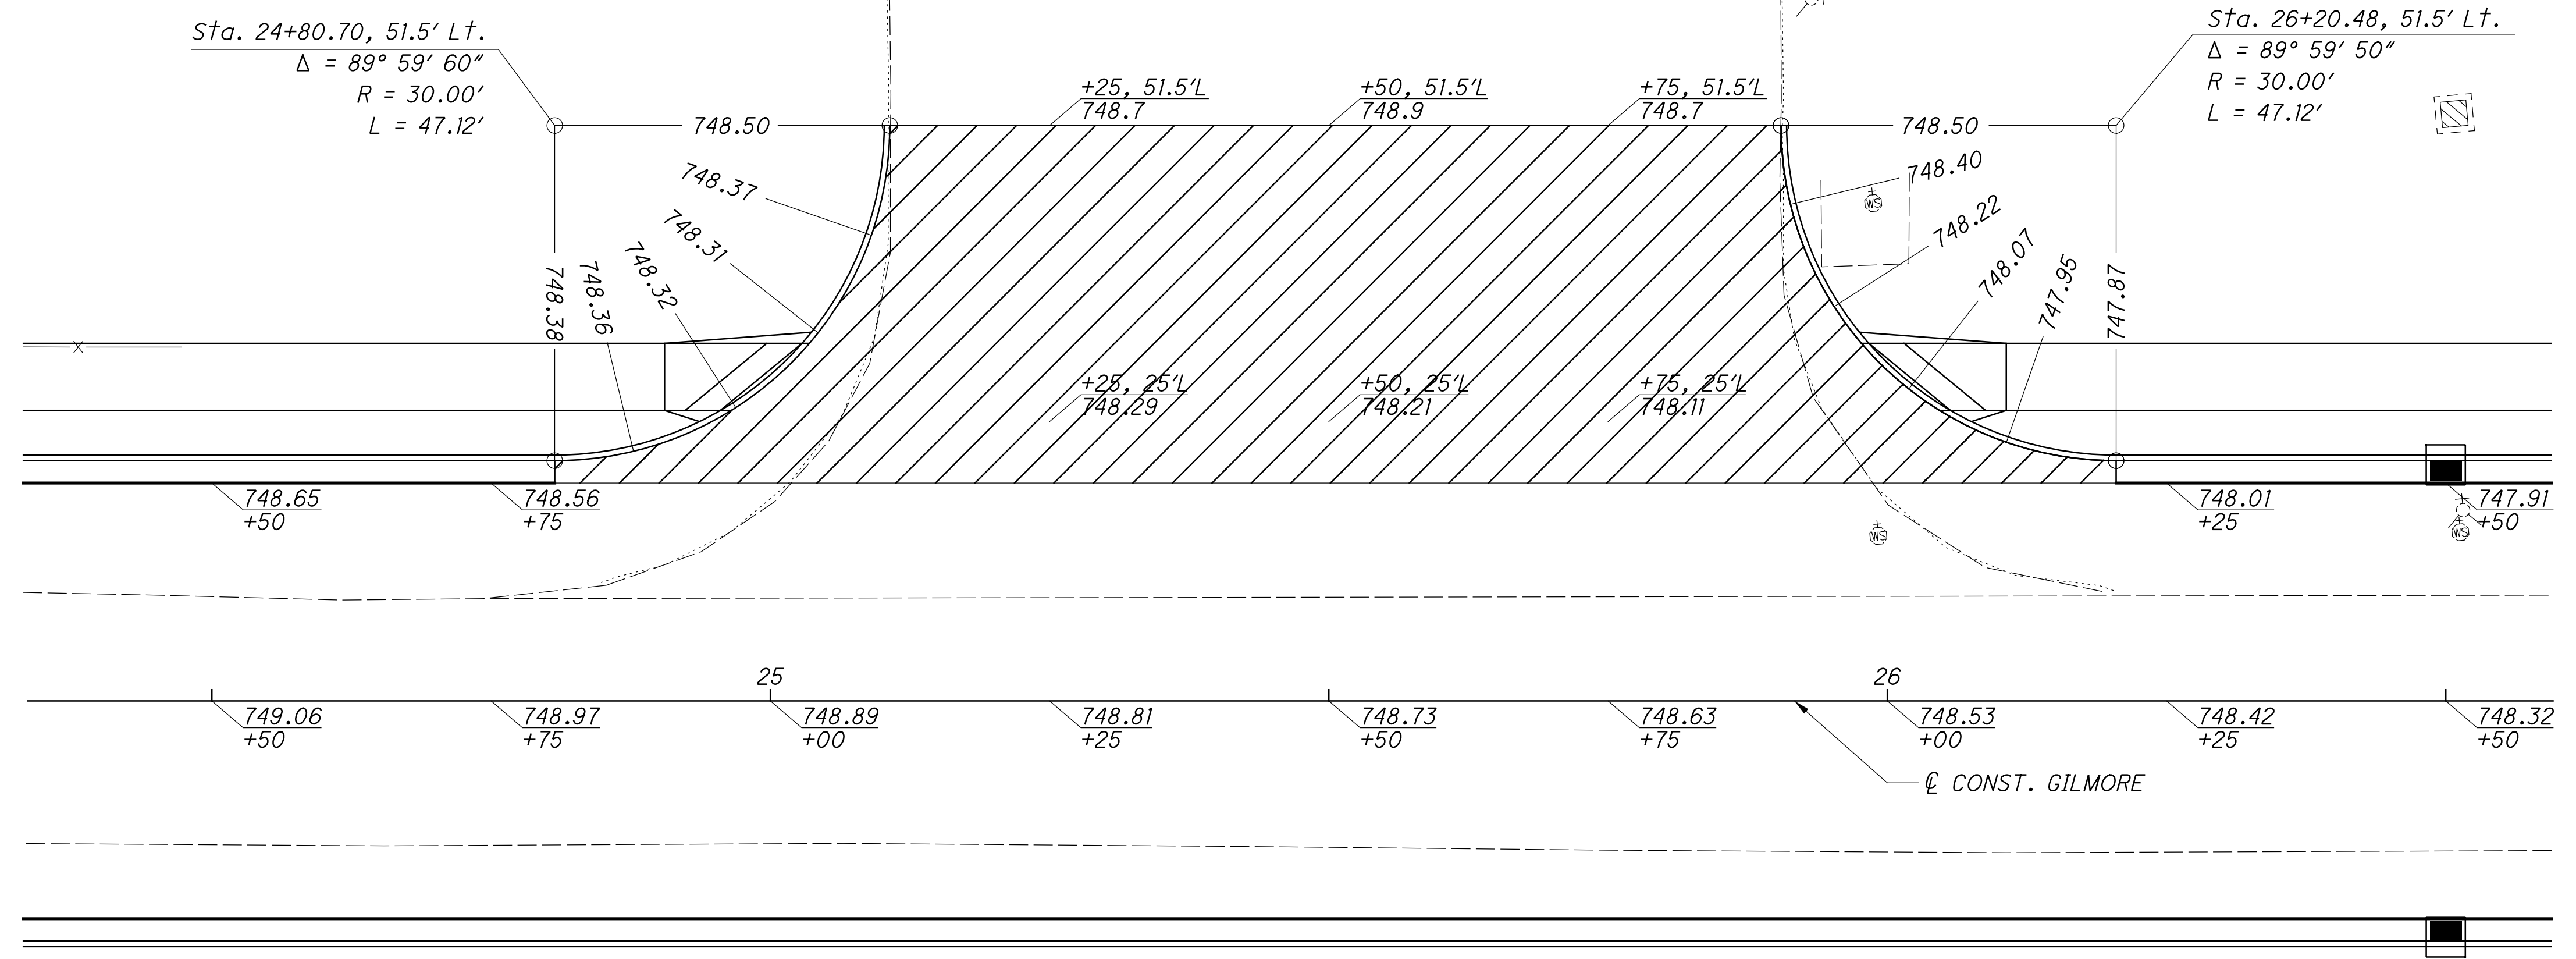 Sta. 24+80.70, 51.5' Lt.
Δ = 89° 59' 60"
R = 30.00'
L = 47.12'
Sta. 26+20.48, 51.5' Lt.
Δ = 89° 59' 50"
R = 30.00'
L = 47.12'
+25, 51.5'L
748.7
+50, 51.5'L
748.9
+75, 51.5'L
748.7
748.50
748.50
748.37
748.31
748.32
748.36
748.38
748.40
748.22
748.07
747.95
747.87
WS
X
+25, 25'L
748.29
+50, 25'L
748.21
+75, 25'L
748.11
748.65
+50
748.56
+75
748.01
+25
747.91
+50
WS
WS
25
26
749.06
+50
748.97
+75
748.89
+00
748.81
+25
748.73
+50
748.63
+75
748.53
+00
748.42
+25
748.32
+50
℄ CONST. GILMORE